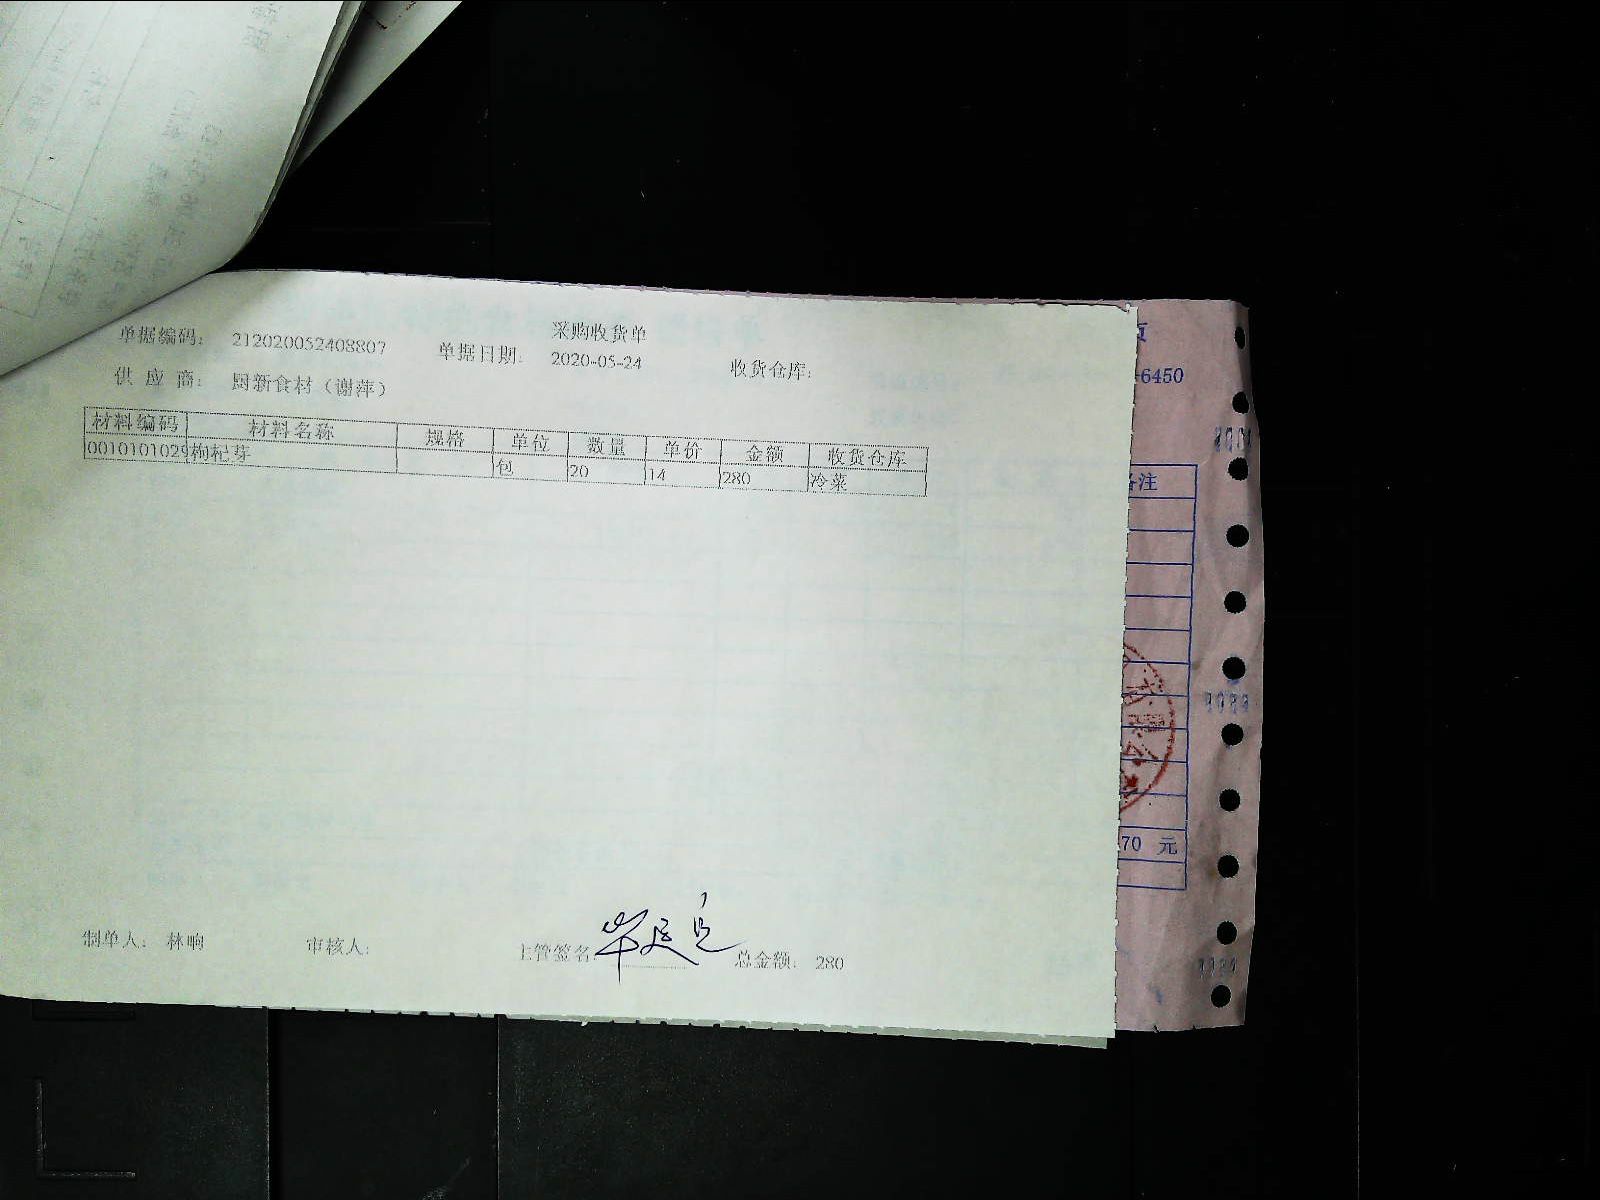 采购收货单
单据编码: 212020052408807 单据日期: 2020-05-24 收货仓库:
供应商: 厨新食材（谢萍）
材料编码 材料名称 规格 单位 数量 单价 金额 收货仓库
0010101029 枸杞芽 包 20 14 280 冷菜
制单人: 林响 审核人: 主管签名: 总金额: 280
页
6450
备注
70 元